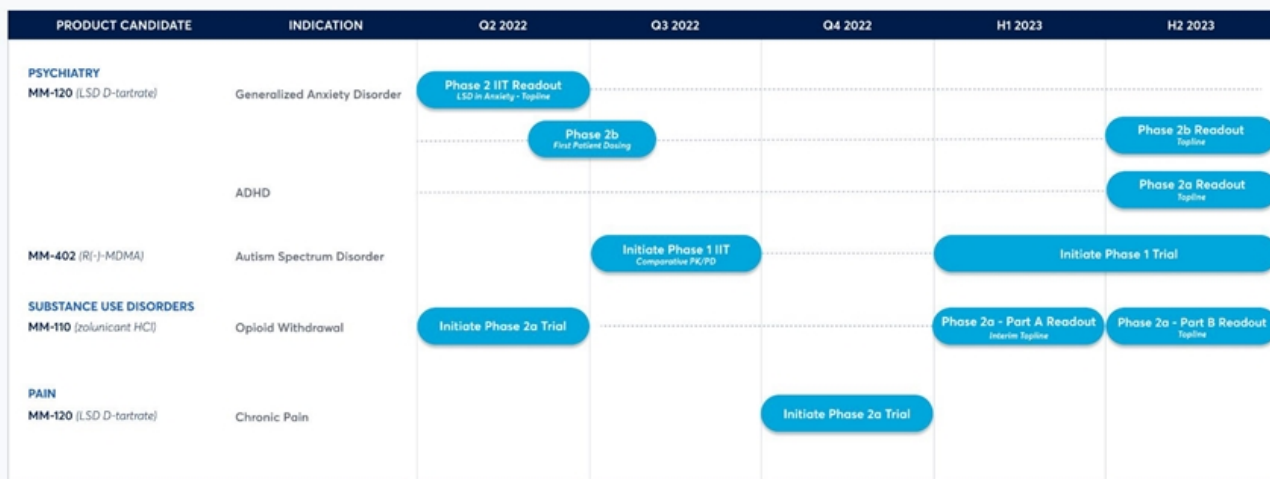 PRODUCT CANDIDATE INDICATION Q2 2022 Q3 2022 Q4 2022 H1 2023 H2 2023
PSYCHIATRY
MM-120 (LSD D-tartrate) Generalized Anxiety Disorder Phase 2 IIT Readout
LSD in Anxiety - Topline
Phase 2b Phase 2b Readout
First Patient Dosing Topline
ADHD Phase 2a Readout
Topline
MM-402 (R(-)-MDMA) Autism Spectrum Disorder Initiate Phase 1 IIT Initiate Phase 1 Trial
Comparative PK/PD
SUBSTANCE USE DISORDERS
MM-110 (zolunicant HCl) Opioid Withdrawal Initiate Phase 2a Trial Phase 2a - Part A Readout Phase 2a - Part B Readout
Interim Topline Topline
PAIN
MM-120 (LSD D-tartrate) Chronic Pain Initiate Phase 2a Trial